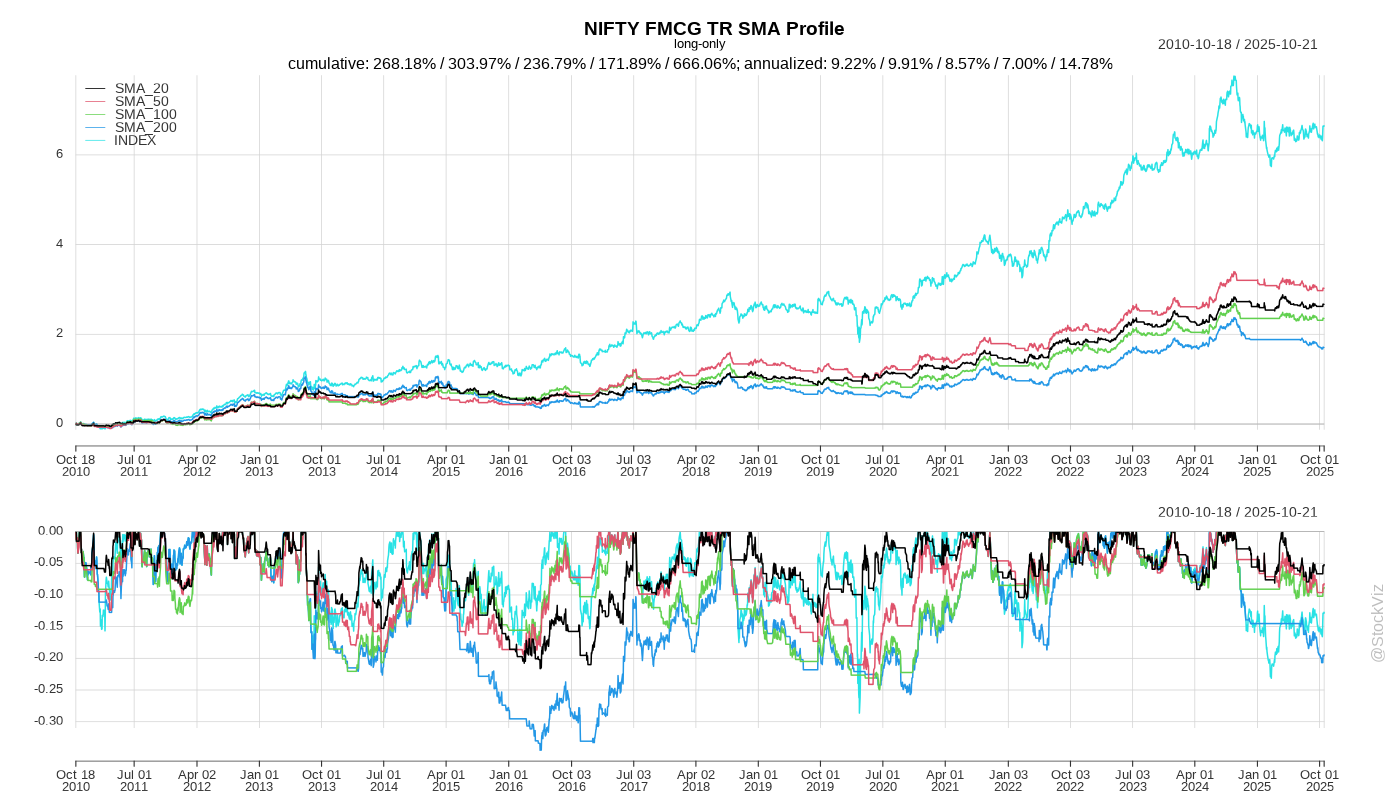 NIFTY FMCG TR SMA Profile
long-only
2010-10-18 / 2025-10-21
cumulative: 268.18% / 303.97% / 236.79% / 171.89% / 666.06%; annualized: 9.22% / 9.91% / 8.57% / 7.00% / 14.78%
SMA_20
SMA_50
SMA_100
SMA_200
INDEX
6
4
2
0
Oct 18 Jul 01 Apr 02 Jan 01 Oct 01 Jul 01 Apr 01 Jan 01 Oct 03 Jul 03 Apr 02 Jan 01 Oct 01 Jul 01 Apr 01 Jan 03 Oct 03 Jul 03 Apr 01 Jan 01 Oct 01
2010 2011 2012 2013 2013 2014 2015 2016 2016 2017 2018 2019 2019 2020 2021 2022 2022 2023 2024 2025 2025
2010-10-18 / 2025-10-21
0.00
-0.05
-0.10
-0.15
-0.20
-0.25
-0.30
Oct 18 Jul 01 Apr 02 Jan 01 Oct 01 Jul 01 Apr 01 Jan 01 Oct 03 Jul 03 Apr 02 Jan 01 Oct 01 Jul 01 Apr 01 Jan 03 Oct 03 Jul 03 Apr 01 Jan 01 Oct 01
2010 2011 2012 2013 2013 2014 2015 2016 2016 2017 2018 2019 2019 2020 2021 2022 2022 2023 2024 2025 2025
@StockViz